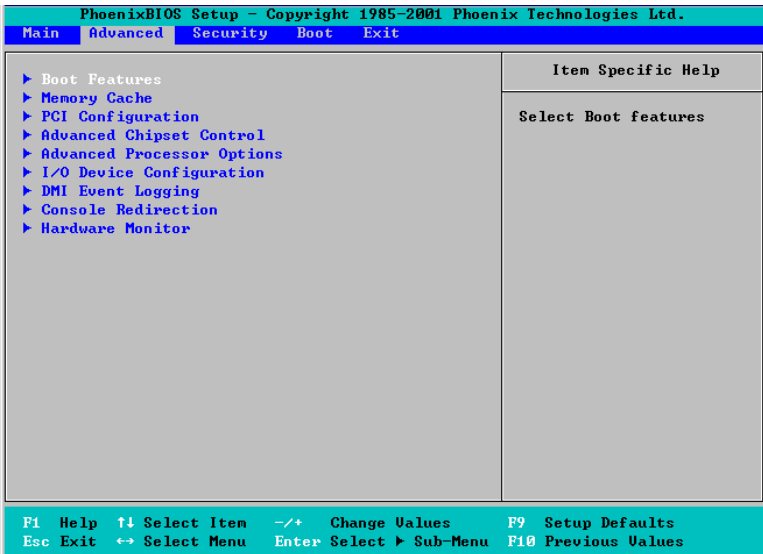 PhoenixBIOS Setup – Copyright 1985-2001 Phoenix Technologies Ltd.
Main Advanced Security Boot Exit
Item Specific Help
▶ Boot Features
▶ Memory Cache
▶ PCI Configuration
▶ Advanced Chipset Control
▶ Advanced Processor Options
▶ I/O Device Configuration
▶ DMI Event Logging
▶ Console Redirection
▶ Hardware Monitor
Select Boot features
F1 Help ↑↓ Select Item -/+ Change Values F9 Setup Defaults
Esc Exit ↔ Select Menu Enter Select ▶ Sub-Menu F10 Previous Values